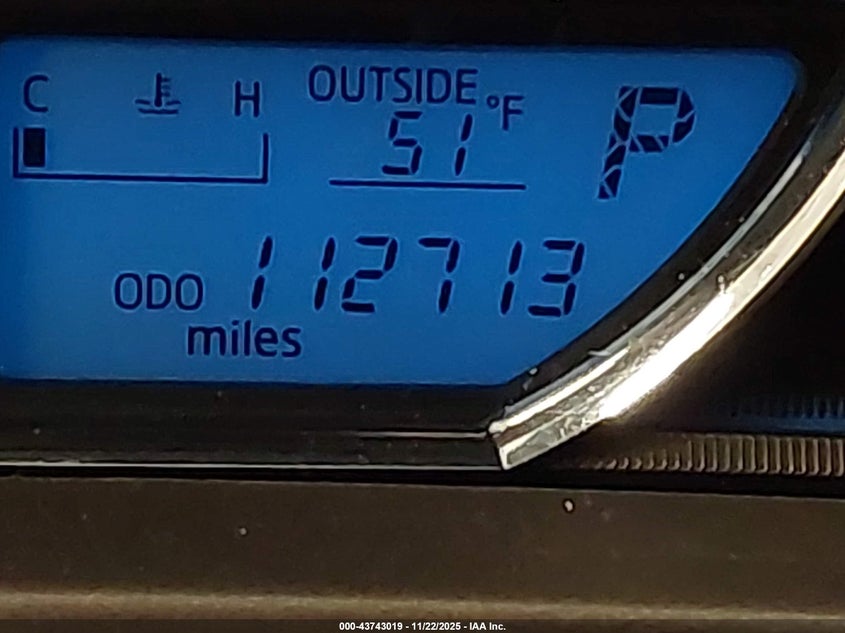 C H OUTSIDE °F P
51
ODO 112713
miles
000-43743019 - 11/22/2025 - IAA Inc.